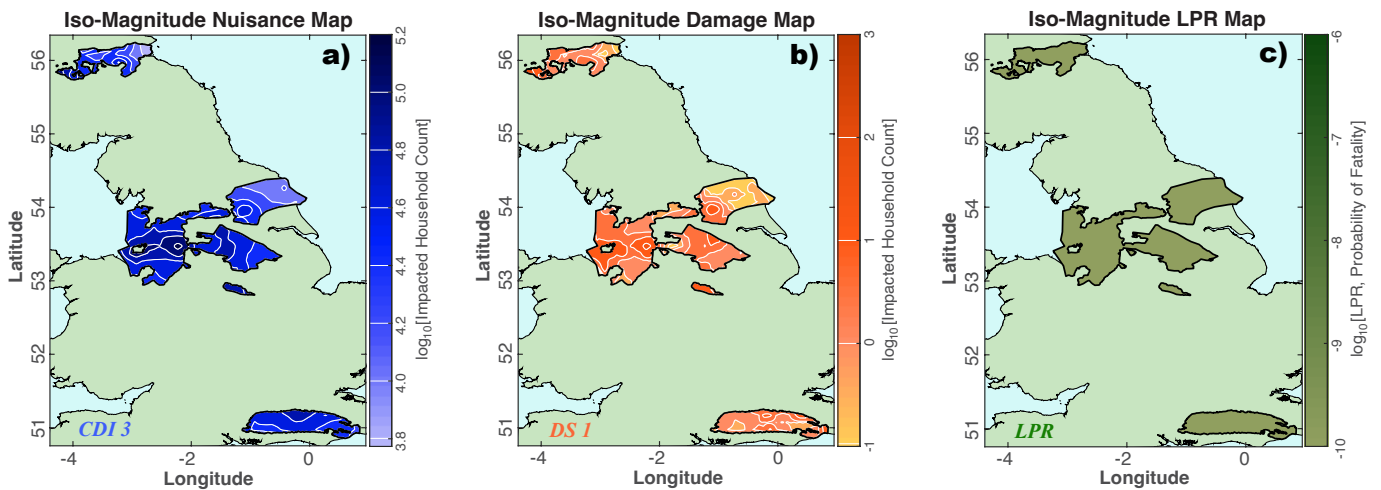 Iso-Magnitude Nuisance Map
a)
56
55
54
53
52
51
Latitude
CDI 3
-4
-2
0
Longitude
5.2
5.0
4.8
4.6
4.4
4.2
4.0
3.8
log10[Impacted Household Count]
Iso-Magnitude Damage Map
b)
56
55
54
53
52
51
Latitude
DS 1
-4
-2
0
Longitude
3
2
1
0
-1
log10[Impacted Household Count]
Iso-Magnitude LPR Map
c)
56
55
54
53
52
51
Latitude
LPR
-4
-2
0
Longitude
-6
-7
-8
-9
-10
log10[LPR, Probability of Fatality]